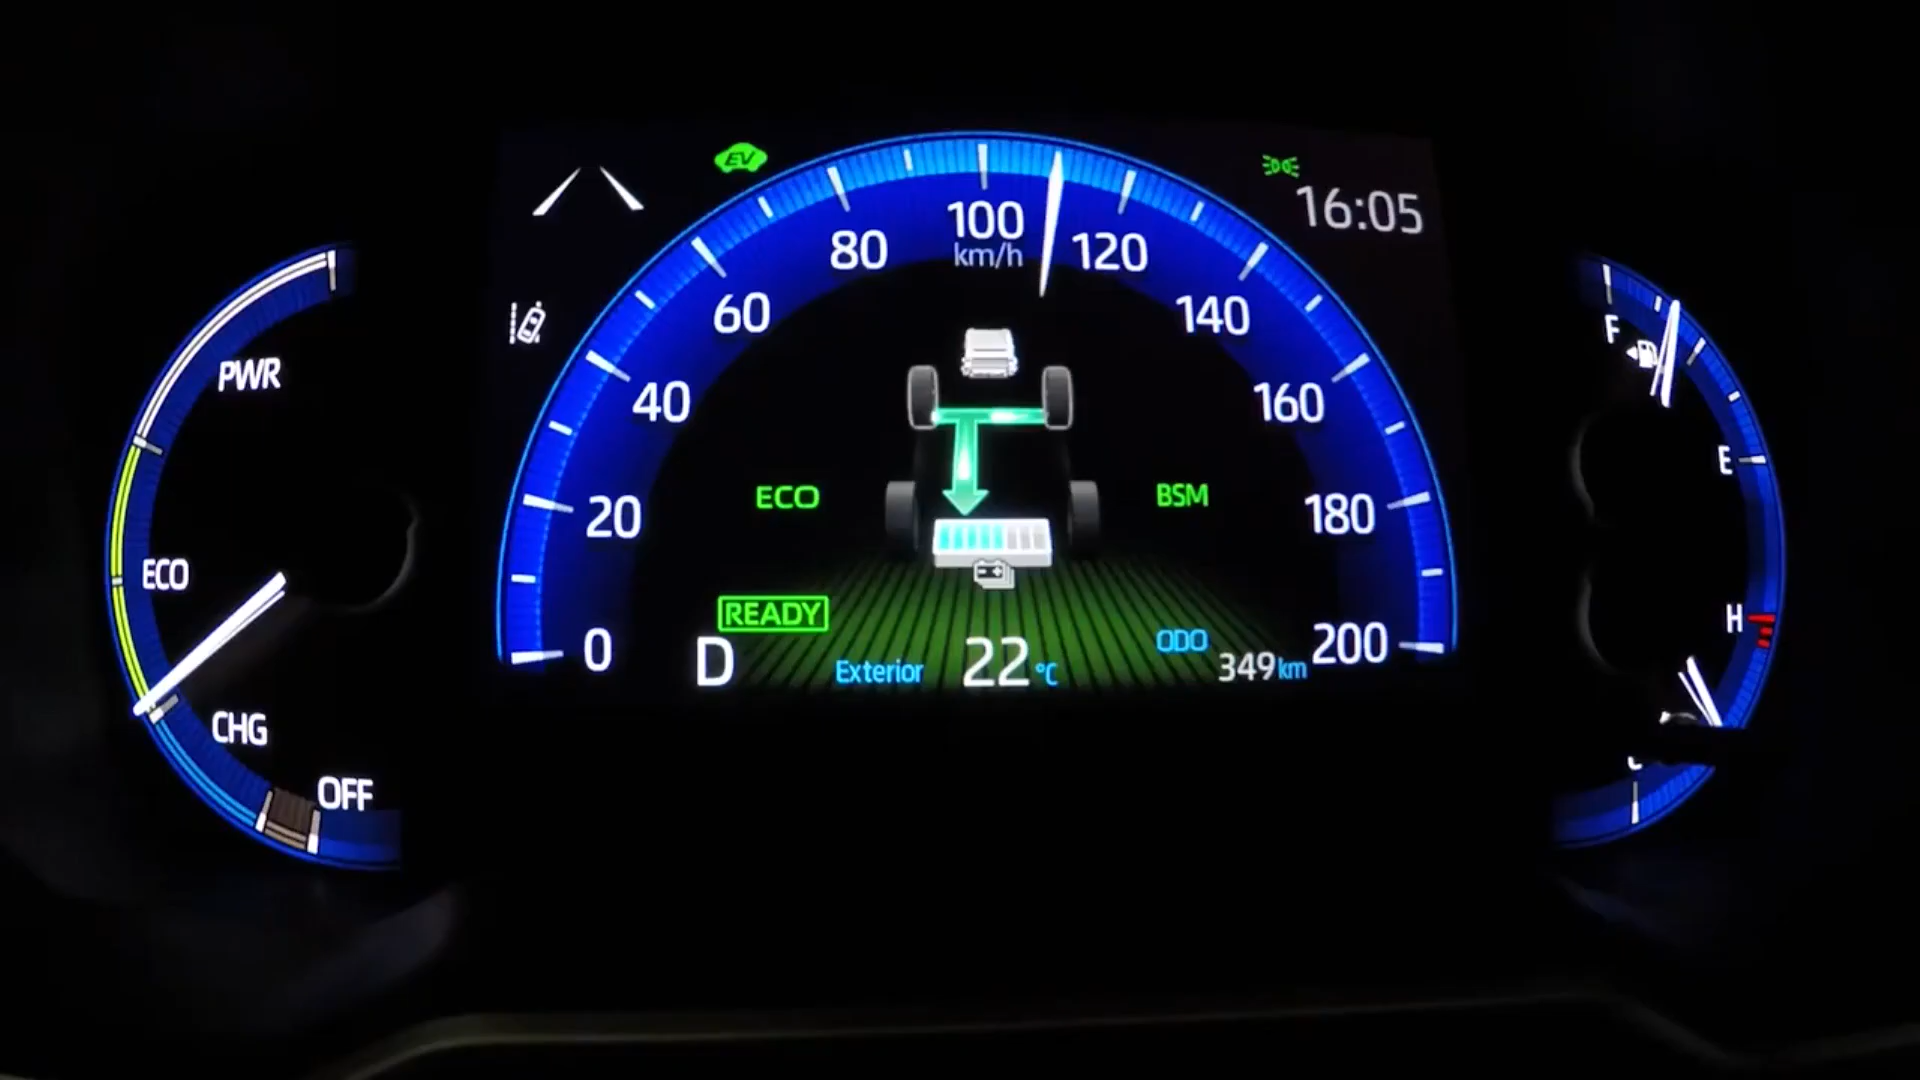 EV
16:05
100
km/h
80
120
60
140
F
PWR
40
160
E
ECO
BSM
20
180
ECO
READY
H
0
D
Exterior 22 °C
ODO
349 km
200
CHG
OFF